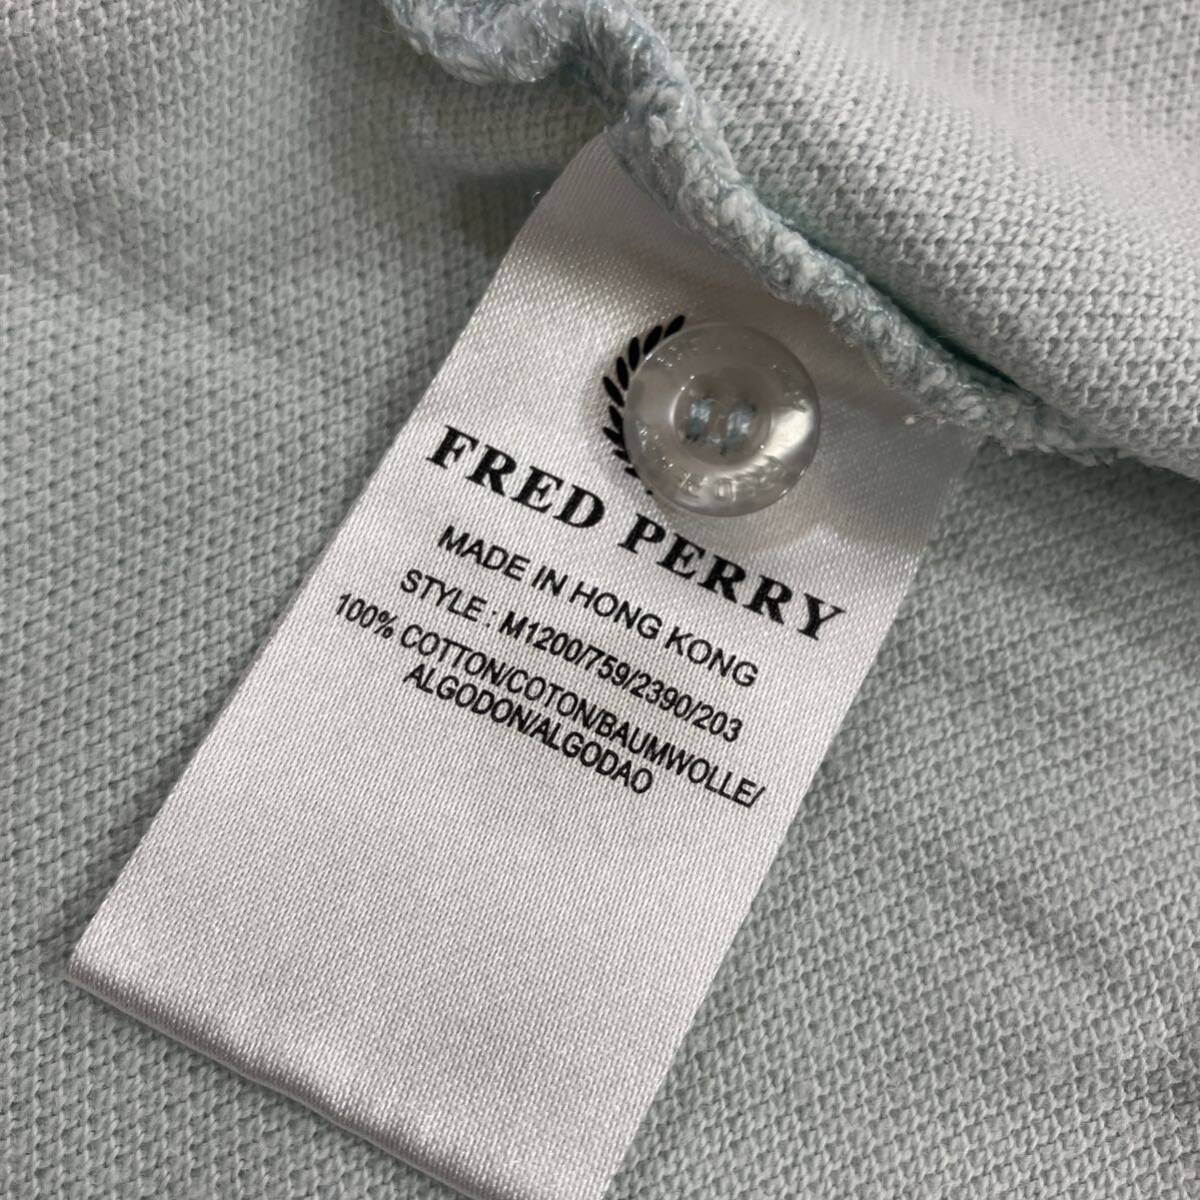 FRED PERRY
MADE IN HONG KONG
STYLE : M1200/759/2390/203
100% COTTON/COTON/BAUMWOLLE/
ALGODON/ALGODAO